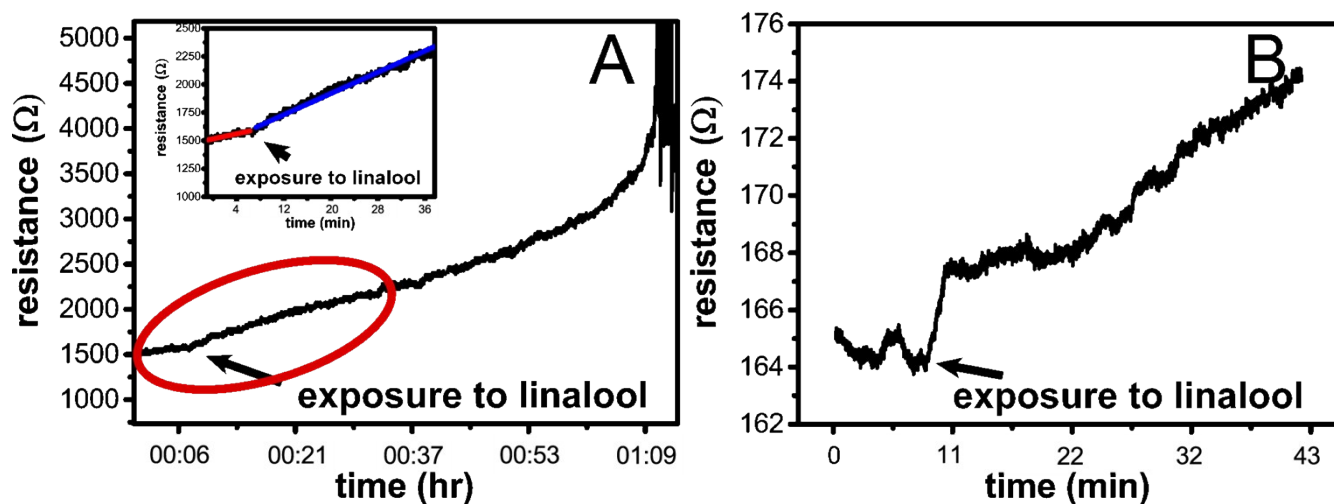 A
resistance (Ω)
5000
4500
4000
3500
3000
2500
2000
1500
1000
00:06 00:21 00:37 00:53 01:09
time (hr)
exposure to linalool
resistance (Ω)
2500
2250
2000
1750
1500
2500
1000
4 12 20 28 36
time (min)
exposure to linalool
B
resistance (Ω)
176
174
172
170
168
166
164
162
0 11 22 32 43
time (min)
exposure to linalool